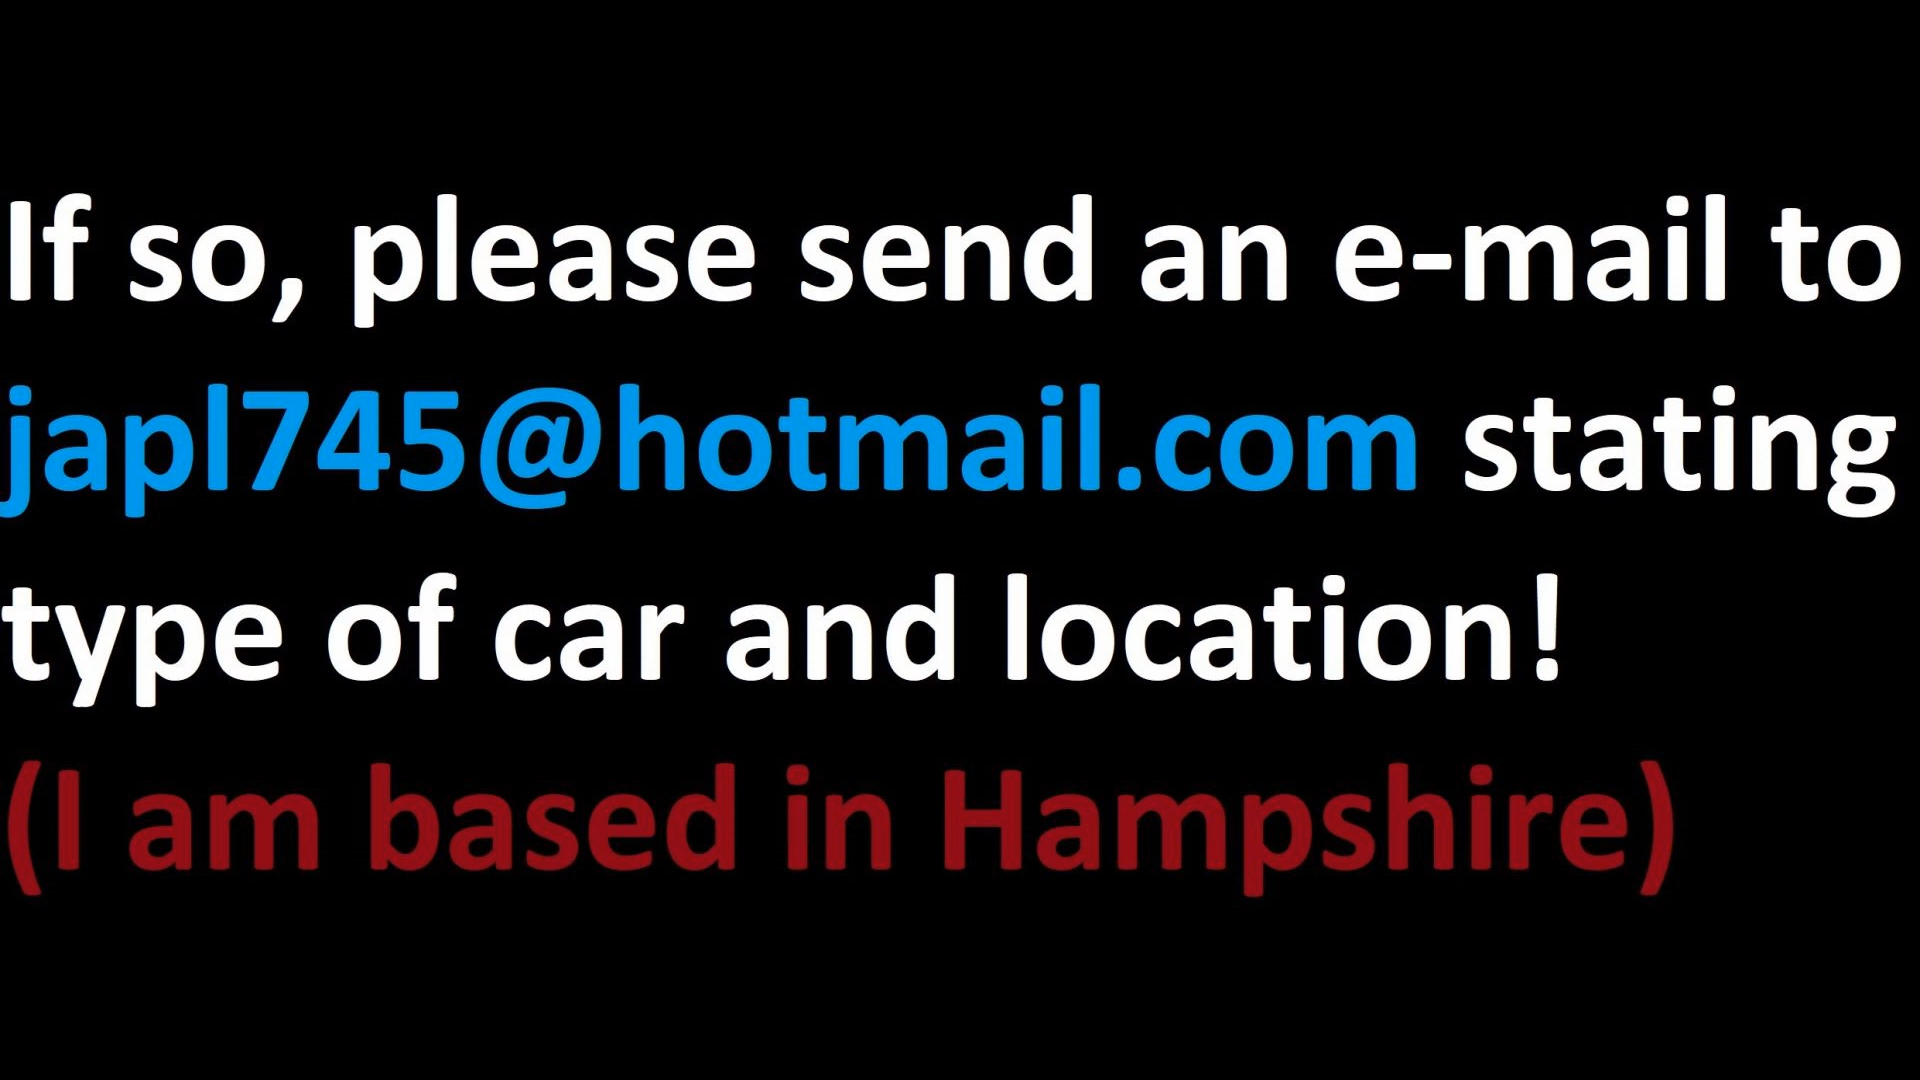 If so, please send an e-mail to
japl745@hotmail.com stating
type of car and location!
(I am based in Hampshire)